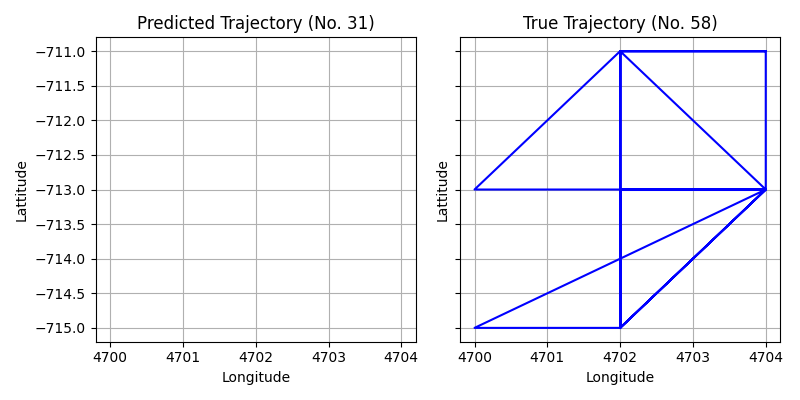 Predicted Trajectory (No. 31)
True Trajectory (No. 58)
−711.0
−711.5
−712.0
−712.5
−713.0
−713.5
−714.0
−714.5
−715.0
Lattitude
Lattitude
4700 4701 4702 4703 4704
4700 4701 4702 4703 4704
Longitude
Longitude